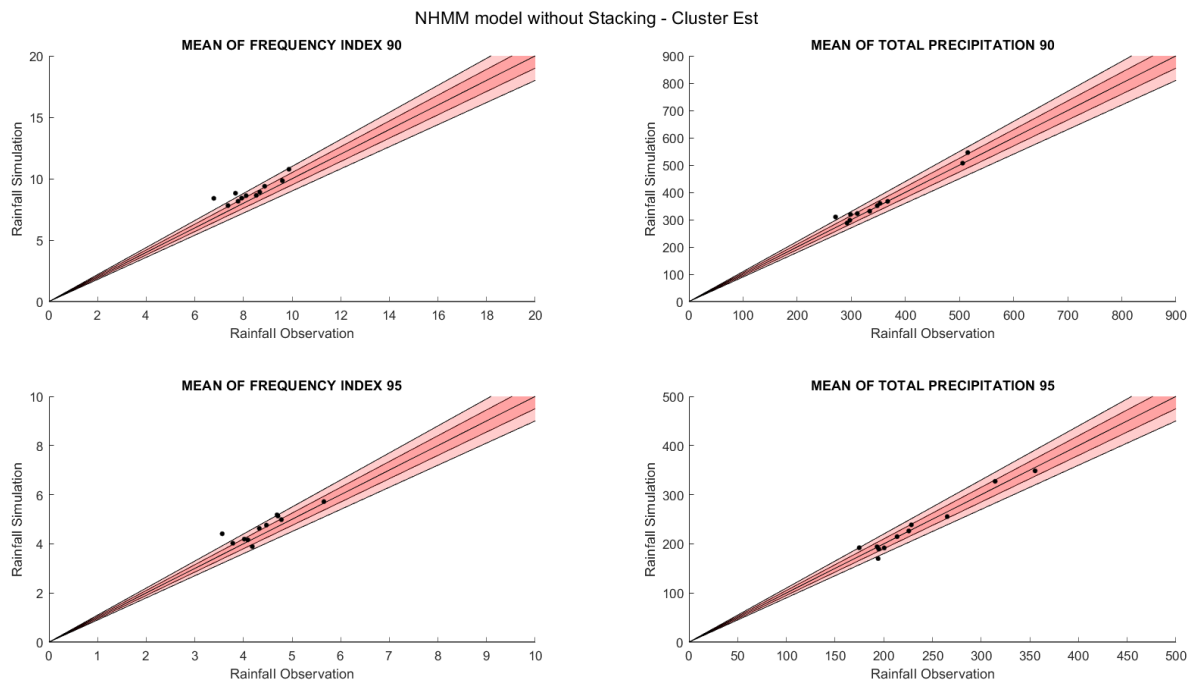 NHMM model without Stacking - Cluster Est
MEAN OF FREQUENCY INDEX 90
20
15
10
5
0
Rainfall Simulation
0 2 4 6 8 10 12 14 16 18 20
Rainfall Observation
MEAN OF TOTAL PRECIPITATION 90
900
800
700
600
500
400
300
200
100
0
Rainfall Simulation
0 100 200 300 400 500 600 700 800 900
Rainfall Observation
MEAN OF FREQUENCY INDEX 95
10
8
6
4
2
0
Rainfall Simulation
0 1 2 3 4 5 6 7 8 9 10
Rainfall Observation
MEAN OF TOTAL PRECIPITATION 95
500
400
300
200
100
0
Rainfall Simulation
0 50 100 150 200 250 300 350 400 450 500
Rainfall Observation